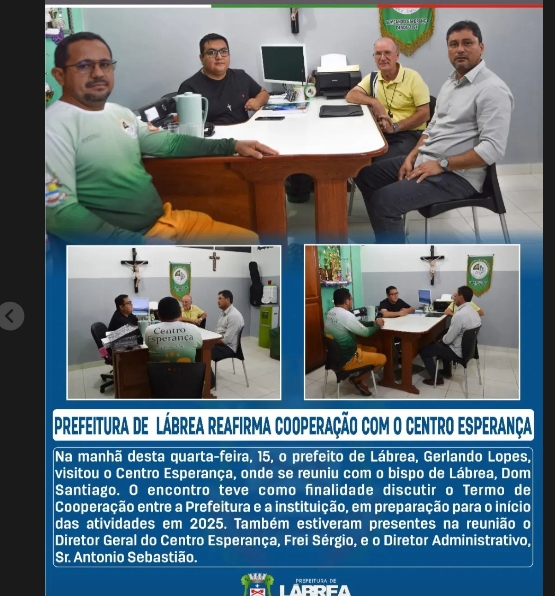 Centro
Esperança
PREFEITURA DE LÁBREA REAFIRMA COOPERAÇÃO COM O CENTRO ESPERANÇA
Na manhã desta quarta-feira, 15, o prefeito de Lábrea, Gerlando Lopes,
visitou o Centro Esperança, onde se reuniu com o bispo de Lábrea, Dom
Santiago. O encontro teve como finalidade discutir o Termo de
Cooperação entre a Prefeitura e a instituição, em preparação para o início
das atividades em 2025. Também estiveram presentes na reunião o
Diretor Geral do Centro Esperança, Frei Sérgio, e o Diretor Administrativo,
Sr. Antonio Sebastião.
PREFEITURA DE
LÁBREA